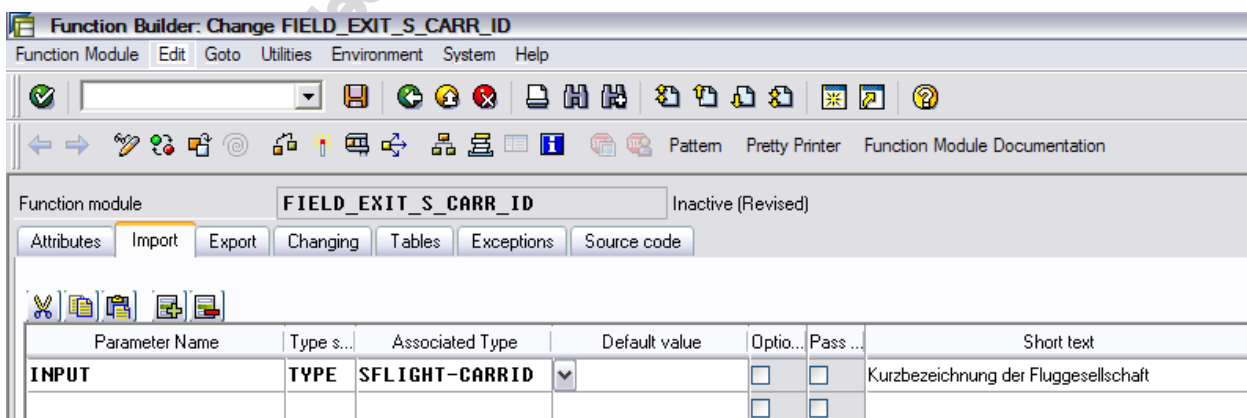 Function Builder: Change FIELD_EXIT_S_CARR_ID
Function Module Edit Goto Utilities Environment System Help
Pattern Pretty Printer Function Module Documentation
Function module FIELD_EXIT_S_CARR_ID Inactive (Revised)
Attributes Import Export Changing Tables Exceptions Source code
Parameter Name Type s... Associated Type Default value Optio... Pass ... Short text
INPUT TYPE SFLIGHT-CARRID Kurzbezeichnung der Fluggesellschaft